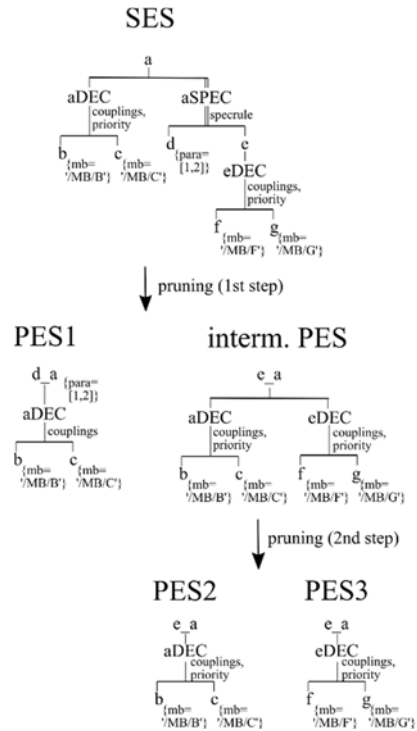 SES
a
aDEC aSPEC
couplings, priority specrule
b c d e
{mb= '/MB/B'} {mb= '/MB/C'} {para= [1,2]}
eDEC
couplings, priority
f g
{mb= '/MB/F'} {mb= '/MB/G'}
pruning (1st step)
PES1 interm. PES
d_a {para= [1,2]} e_a
aDEC aDEC eDEC
couplings couplings, priority couplings, priority
b c b c f g
{mb= '/MB/B'} {mb= '/MB/C'} {mb= '/MB/B'} {mb= '/MB/C'} {mb= '/MB/F'} {mb= '/MB/G'}
pruning (2nd step)
PES2 PES3
e_a e_a
aDEC eDEC
couplings, priority couplings, priority
b c f g
{mb= '/MB/B'} {mb= '/MB/C'} {mb= '/MB/F'} {mb= '/MB/G'}